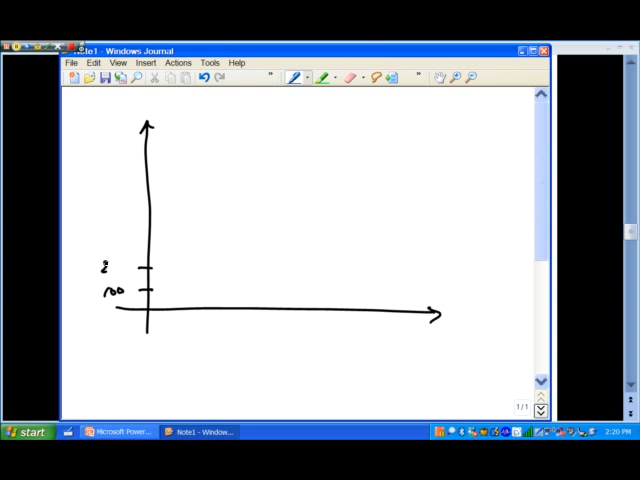 Note1 - Windows Journal
File Edit View Insert Actions Tools Help
100
1/1
start Microsoft Power... Note1 - Window... 2:20 PM